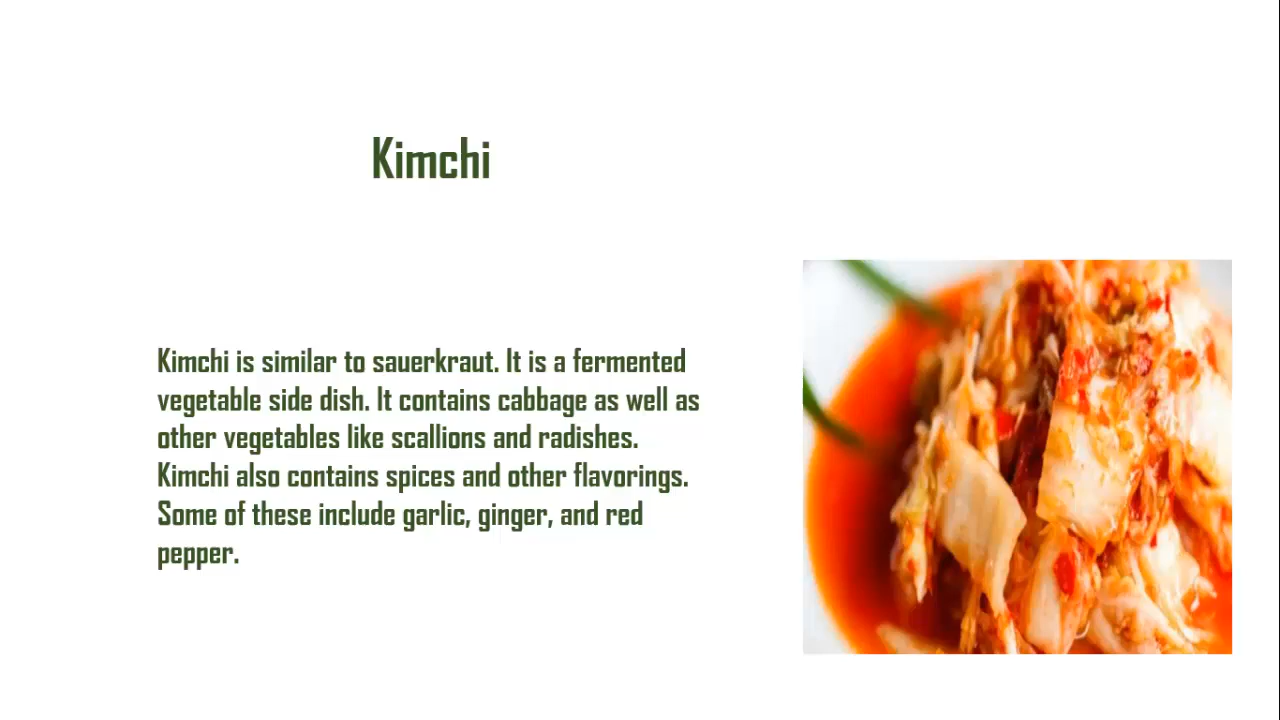 Kimchi
Kimchi is similar to sauerkraut. It is a fermented
vegetable side dish. It contains cabbage as well as
other vegetables like scallions and radishes.
Kimchi also contains spices and other flavorings.
Some of these include garlic, ginger, and red
pepper.